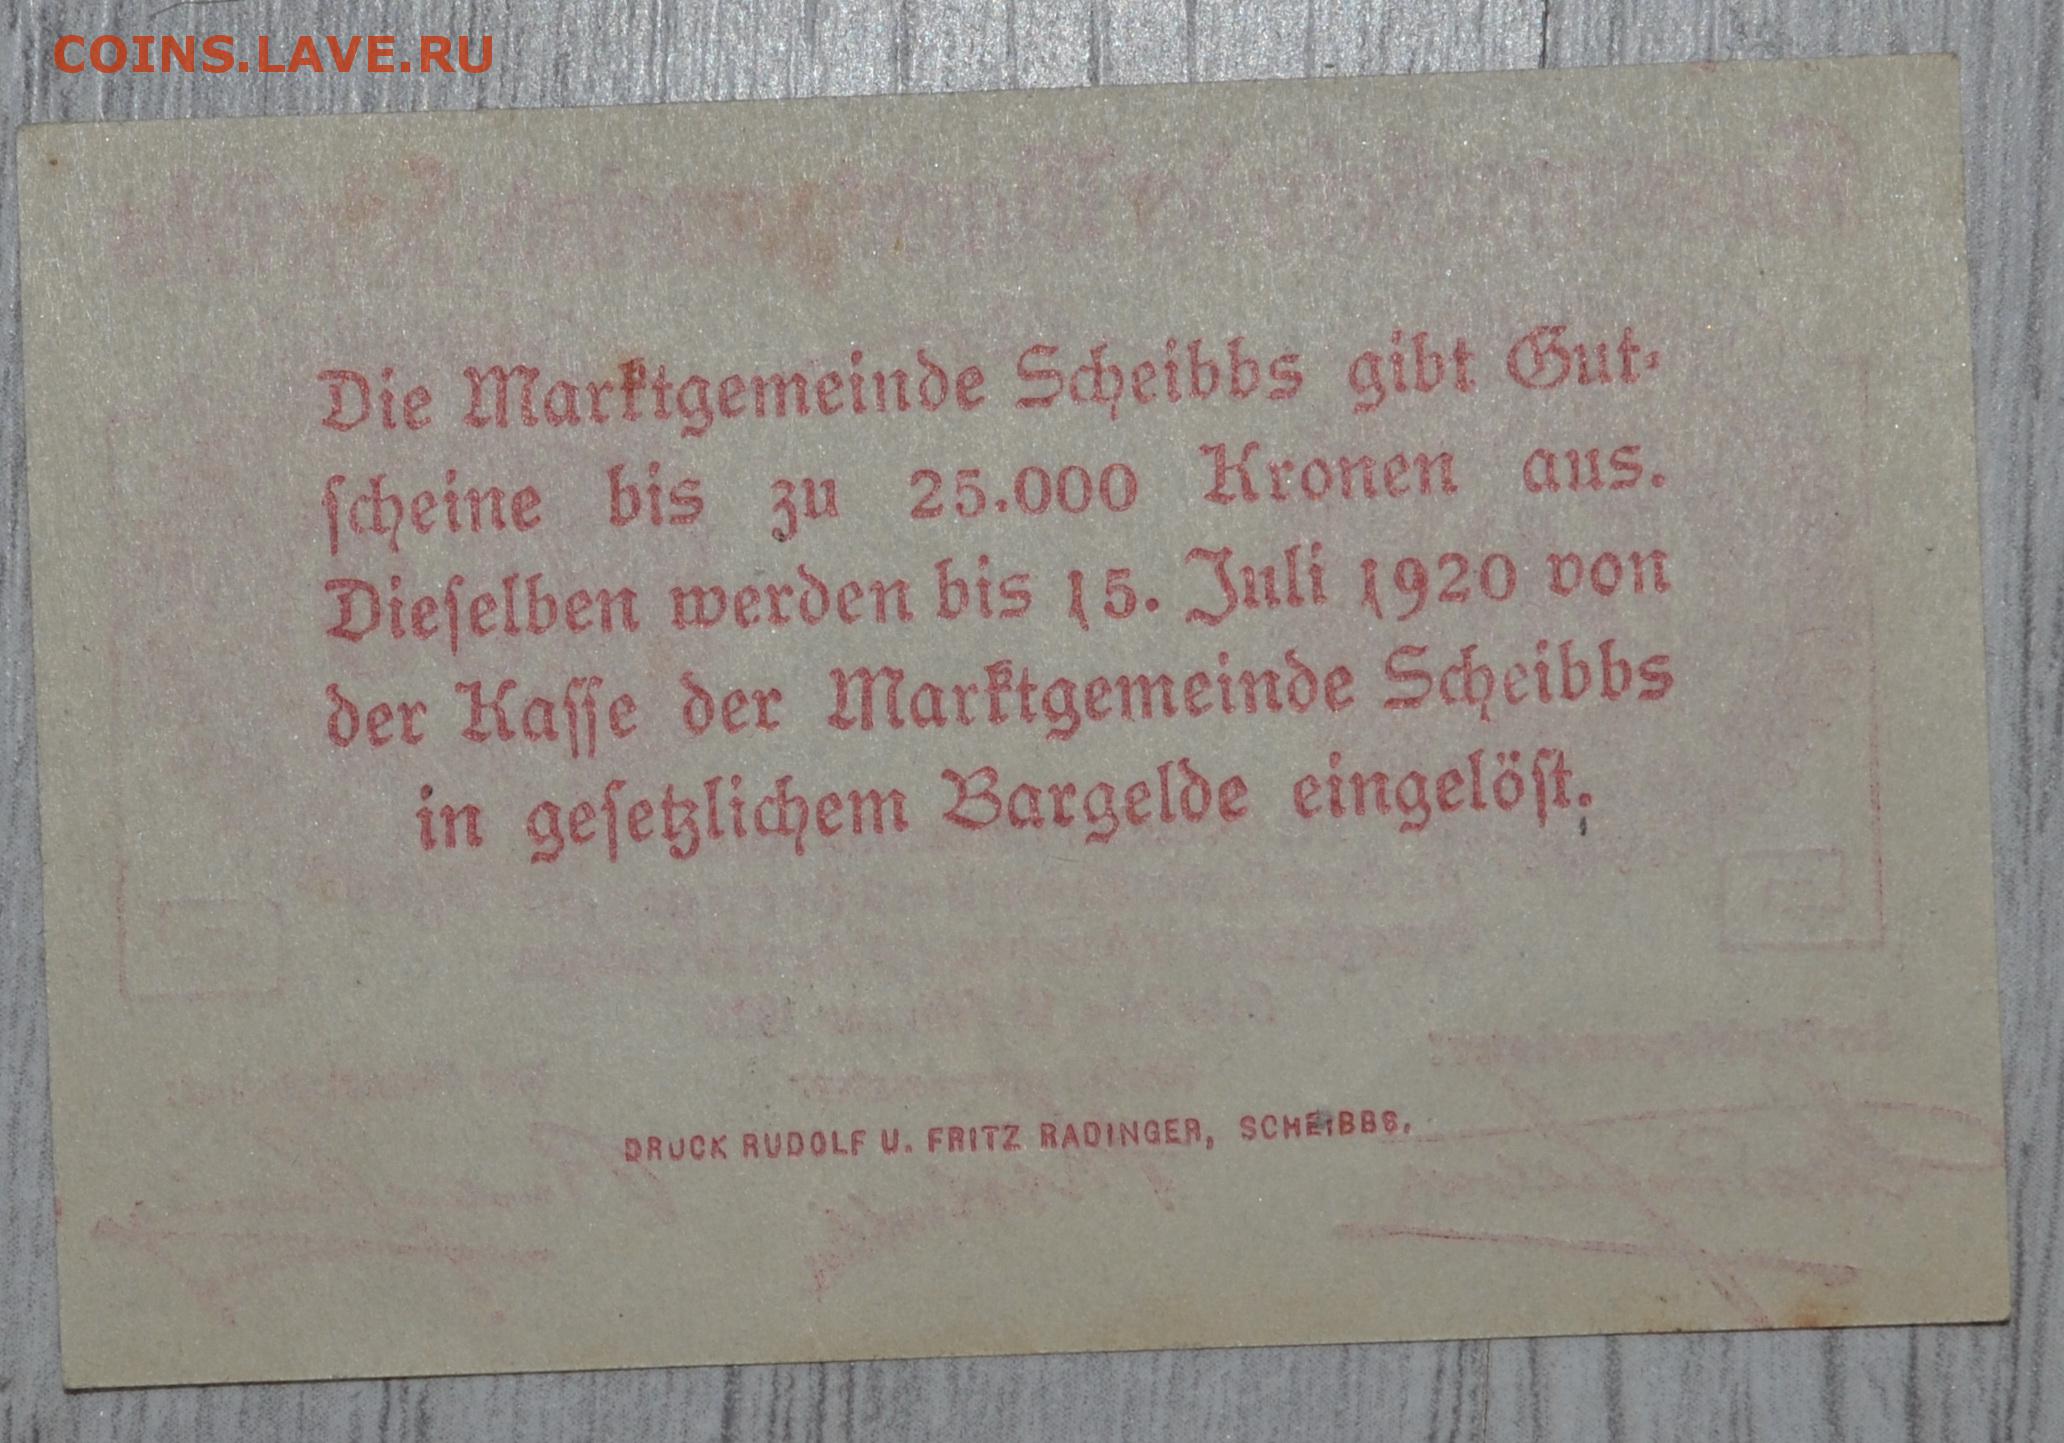 COINS.LAVE.RU
Die Marktgemeinde Scheibbs gibt Gut-
ſcheine bis zu 25.000 Kronen aus.
Dieſelben werden bis 15. Juli 1920 von
der Kaſſe der Marktgemeinde Scheibbs
in geſetzlichem Bargelde eingelöſt.
DRUCK RUDOLF U. FRITZ RADINGER, SCHEIBBS.